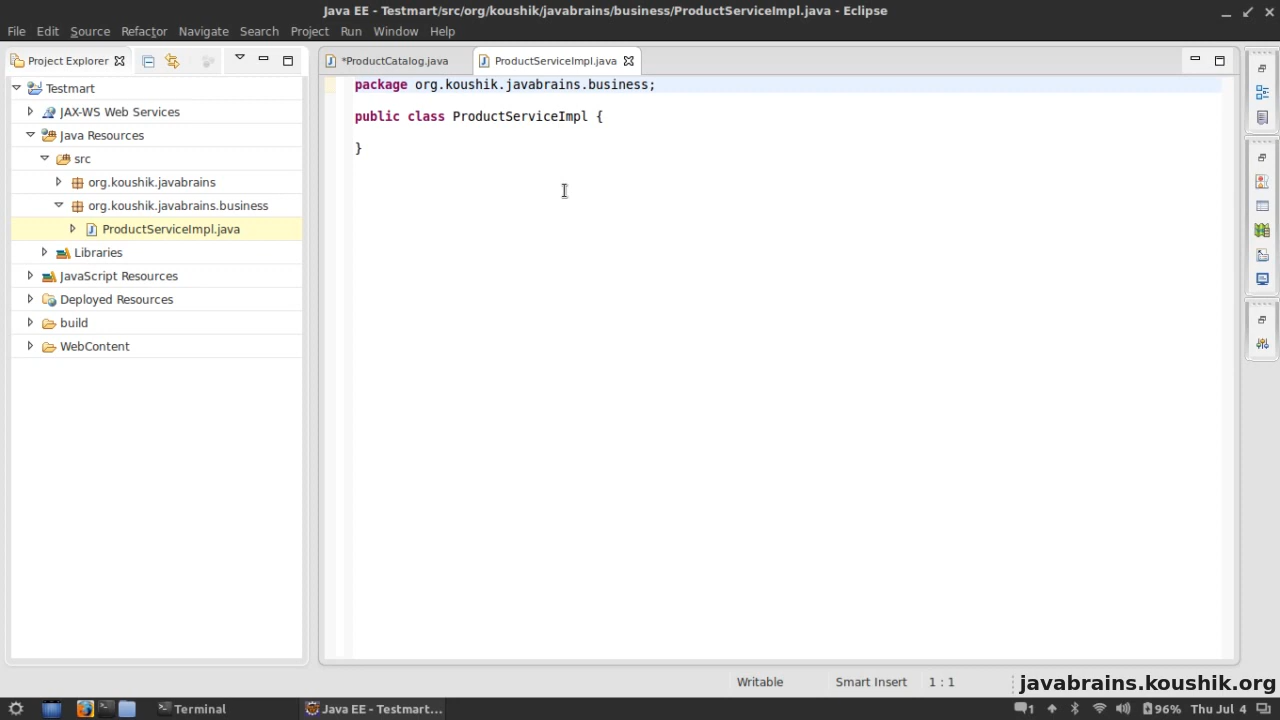 Java EE - Testmart/src/org/koushik/javabrains/business/ProductServiceImpl.java - Eclipse
File Edit Source Refactor Navigate Search Project Run Window Help
Project Explorer
*ProductCatalog.java
ProductServiceImpl.java
Testmart
JAX-WS Web Services
Java Resources
src
org.koushik.javabrains
org.koushik.javabrains.business
ProductServiceImpl.java
Libraries
JavaScript Resources
Deployed Resources
build
WebContent
package org.koushik.javabrains.business;
public class ProductServiceImpl {
}
Writable Smart Insert 1 : 1
javabrains.koushik.org
Terminal
Java EE - Testmart...
1 96% Thu Jul 4